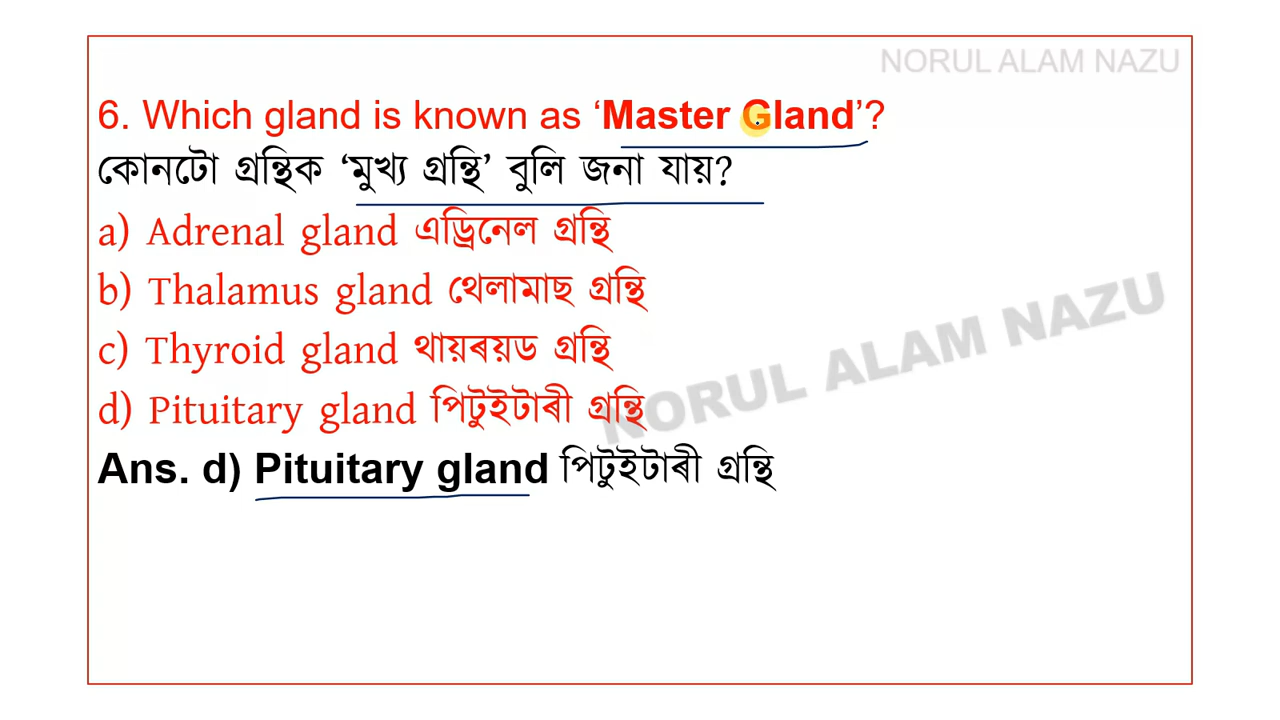 NORUL ALAM NAZU
6. Which gland is known as ‘Master Gland’?
কোনটো গ্ৰন্থিক ‘মুখ্য গ্ৰন্থি’ বুলি জনা যায়?
a) Adrenal gland এড্ৰিনেল গ্ৰন্থি
b) Thalamus gland থেলামাছ গ্ৰন্থি
c) Thyroid gland থায়ৰয়ড গ্ৰন্থি
d) Pituitary gland পিটুইটাৰী গ্ৰন্থি
NORUL ALAM NAZU
Ans. d) Pituitary gland পিটুইটাৰী গ্ৰন্থি